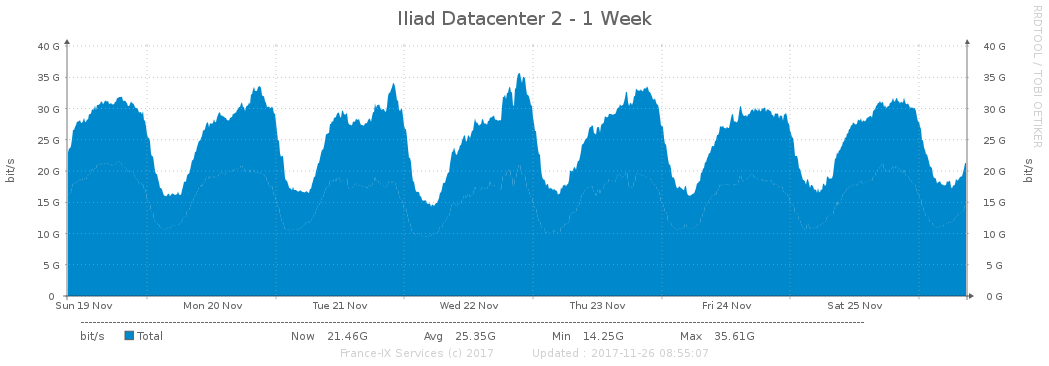 Iliad Datacenter 2 - 1 Week
RRDTOOL / TOBI OETIKER
40 G
40 G
35 G
35 G
30 G
30 G
25 G
25 G
20 G
20 G
15 G
15 G
10 G
10 G
5 G
5 G
0
0 G
bit/s
bit/s
Sun 19 Nov Mon 20 Nov Tue 21 Nov Wed 22 Nov Thu 23 Nov Fri 24 Nov Sat 25 Nov
bit/s Total Now 21.46G Avg 25.35G Min 14.25G Max 35.61G
France-IX Services (c) 2017 Updated : 2017-11-26 08:55:07